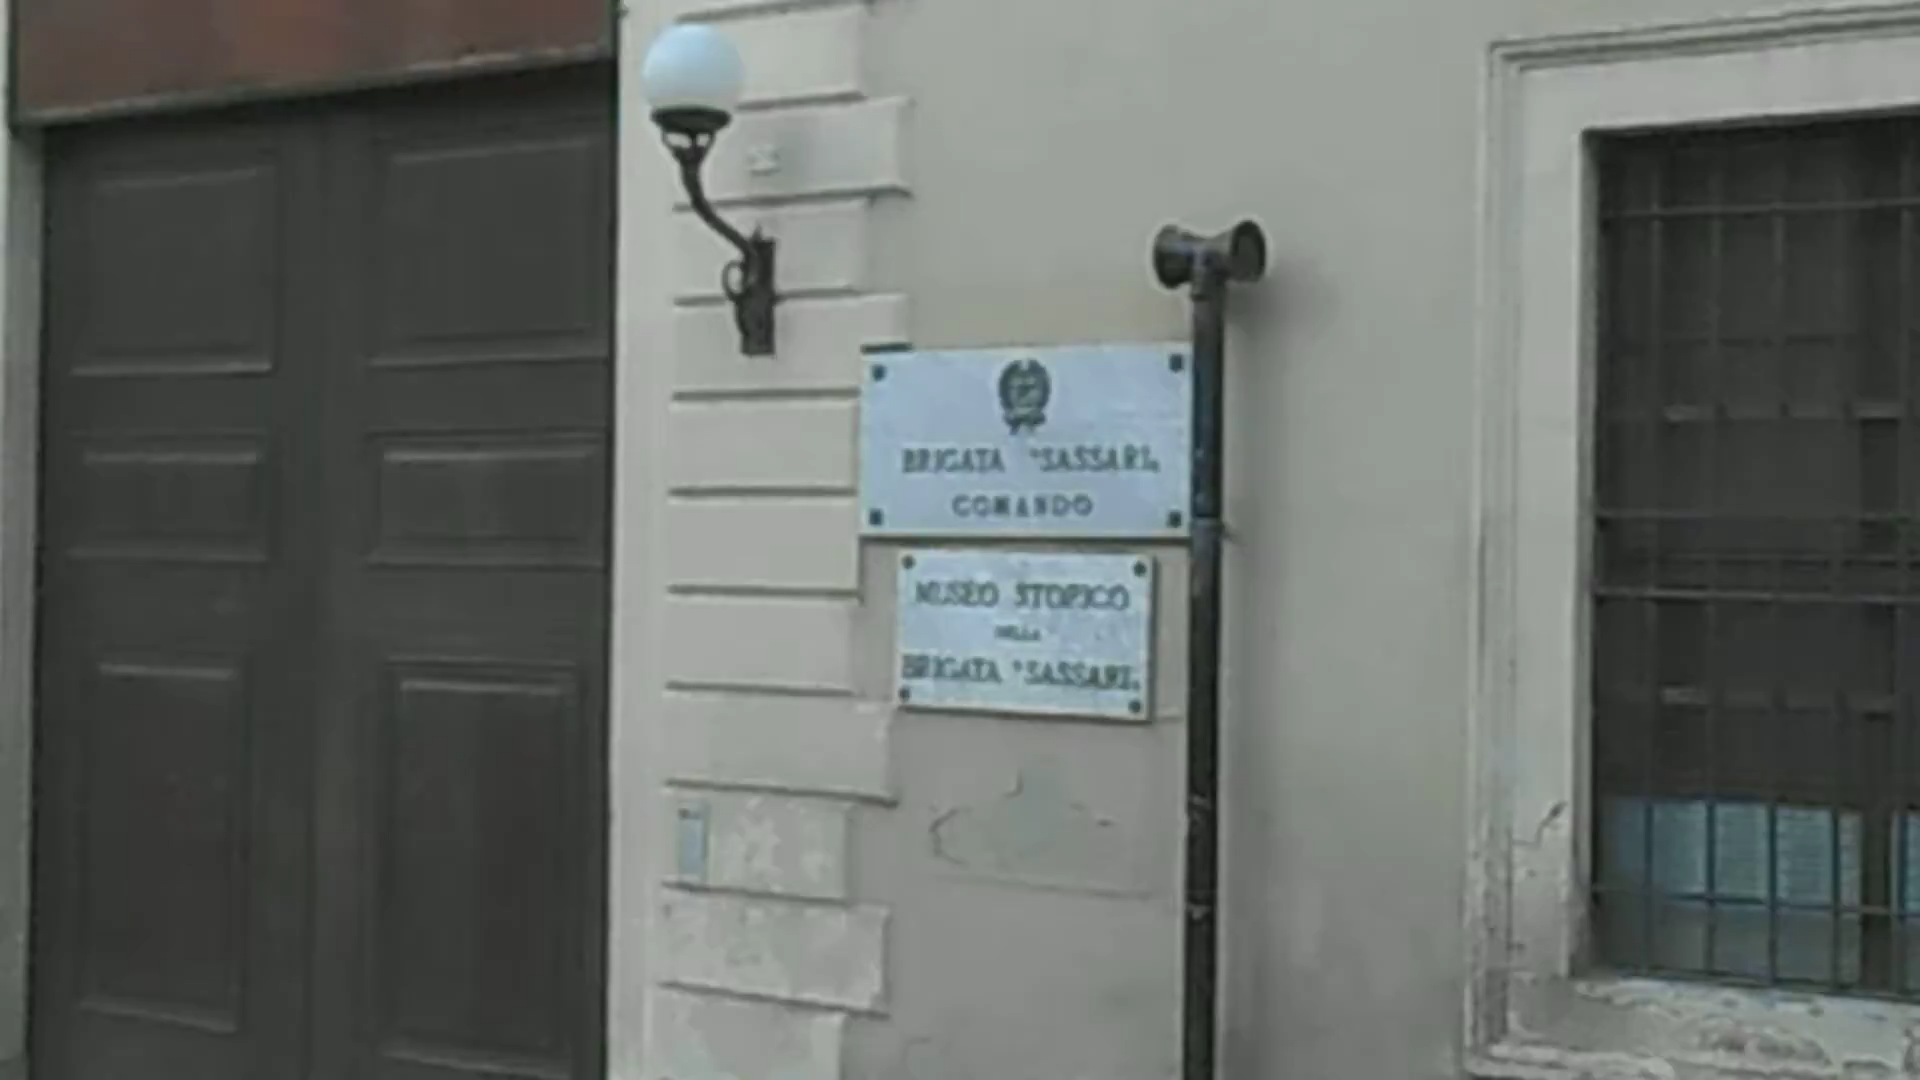 BRIGATA "SASSARI„
COMANDO
MUSEO STORICO
DELLA
BRIGATA "SASSARI„